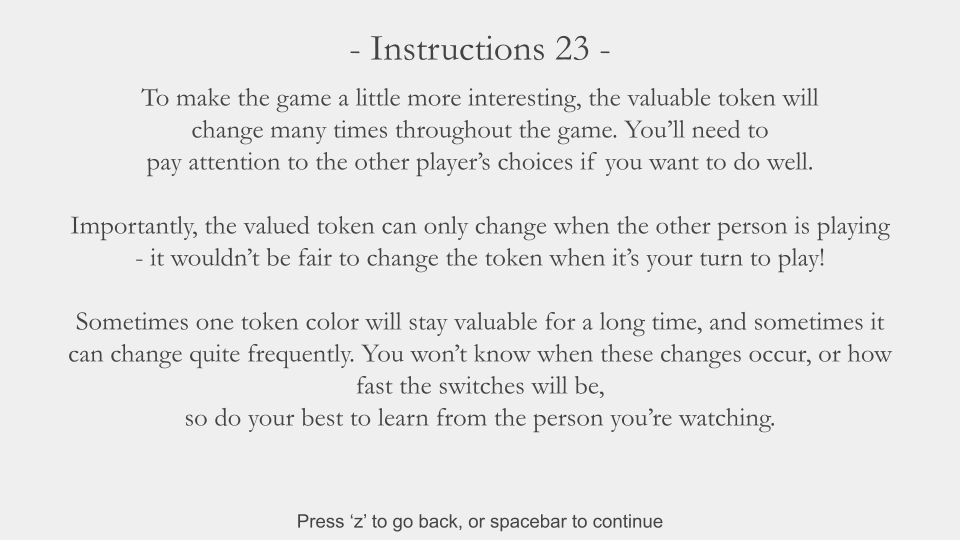 - Instructions 23 -
To make the game a little more interesting, the valuable token will
change many times throughout the game. You’ll need to
pay attention to the other player’s choices if you want to do well.
Importantly, the valued token can only change when the other person is playing
- it wouldn’t be fair to change the token when it’s your turn to play!
Sometimes one token color will stay valuable for a long time, and sometimes it
can change quite frequently. You won’t know when these changes occur, or how
fast the switches will be,
so do your best to learn from the person you’re watching.
Press ‘z’ to go back, or spacebar to continue